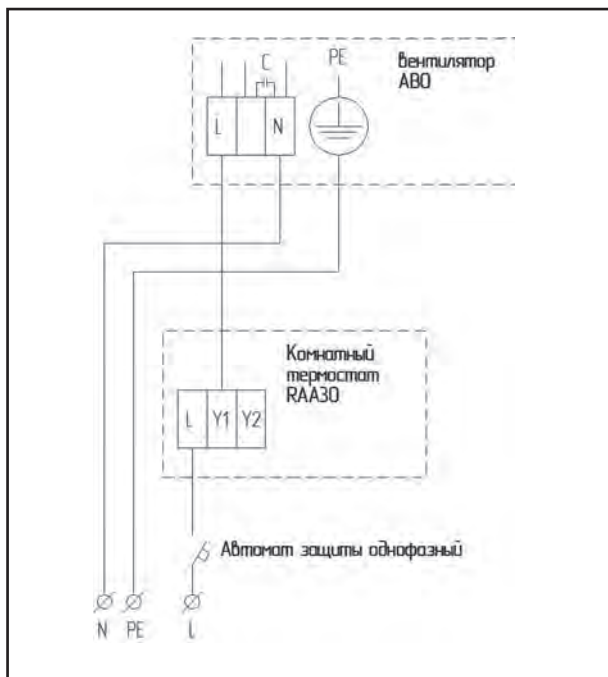 C
PE
Вентилятор
АВО
L
N
Комнатный
термостат
RAA30
L
Y1
Y2
Автомат защиты однофазный
N
PE
L